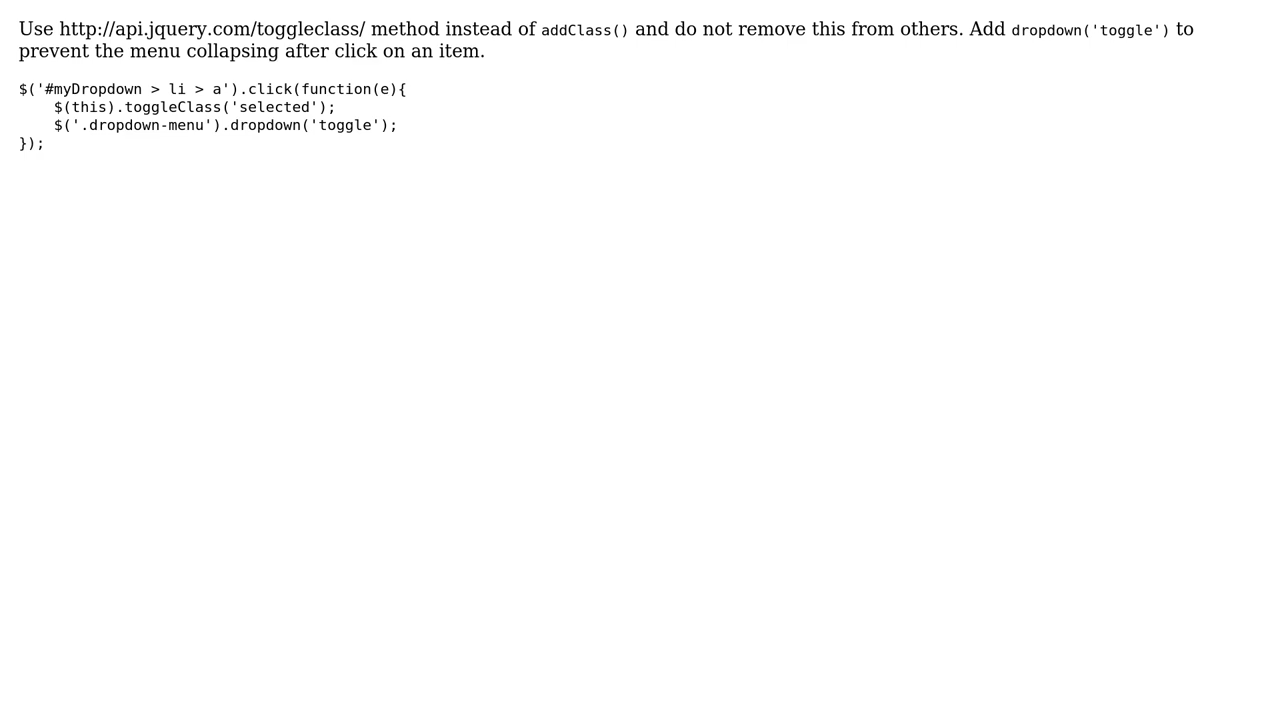 Use http://api.jquery.com/toggleclass/ method instead of addClass() and do not remove this from others. Add dropdown('toggle') to
prevent the menu collapsing after click on an item.
$('#myDropdown > li > a').click(function(e){
    $(this).toggleClass('selected');
    $('.dropdown-menu').dropdown('toggle');
});